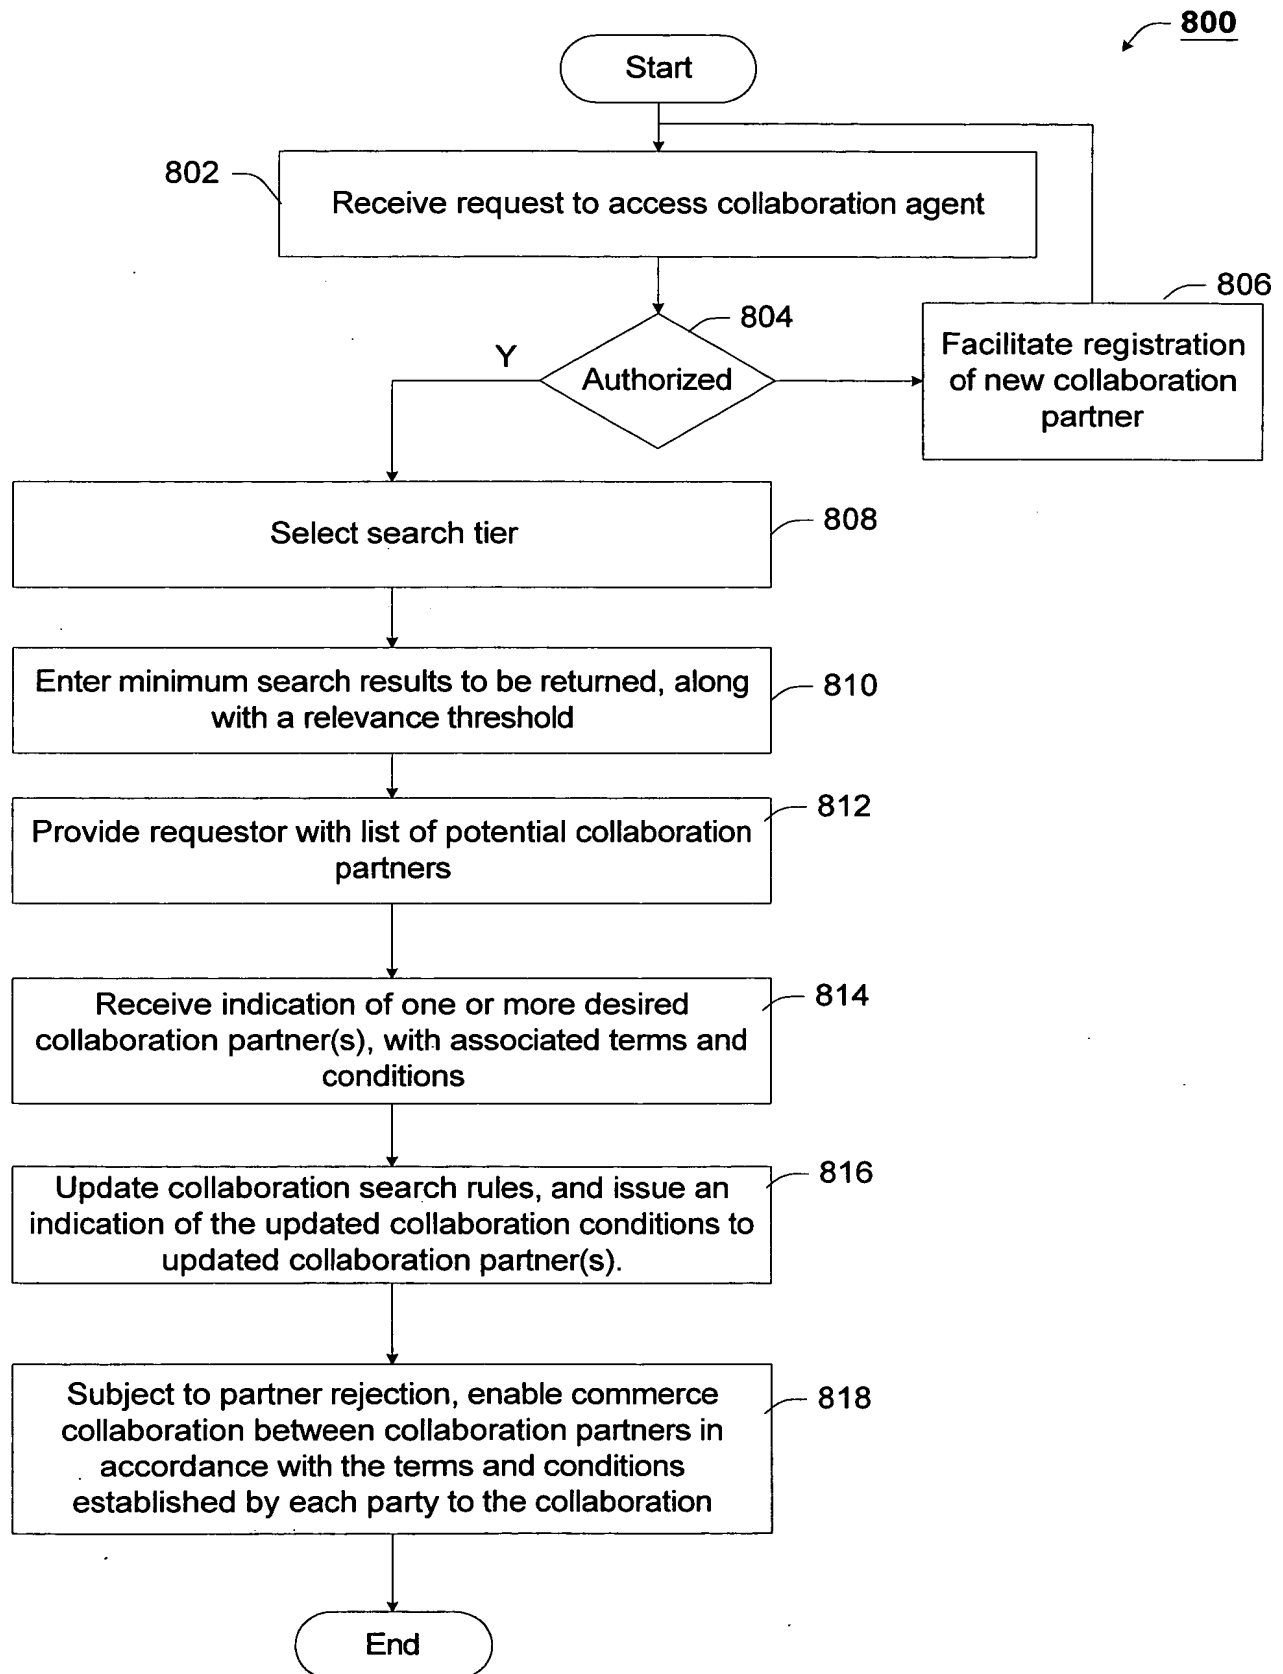 800
Start
802
Receive request to access collaboration agent
806
804
Y
Authorized
Facilitate registration
of new collaboration
partner
Select search tier
808
Enter minimum search results to be returned, along
with a relevance threshold
810
Provide requestor with list of potential collaboration
partners
812
Receive indication of one or more desired
collaboration partner(s), with associated terms and
conditions
814
Update collaboration search rules, and issue an
indication of the updated collaboration conditions to
updated collaboration partner(s).
816
Subject to partner rejection, enable commerce
collaboration between collaboration partners in
accordance with the terms and conditions
established by each party to the collaboration
818
End